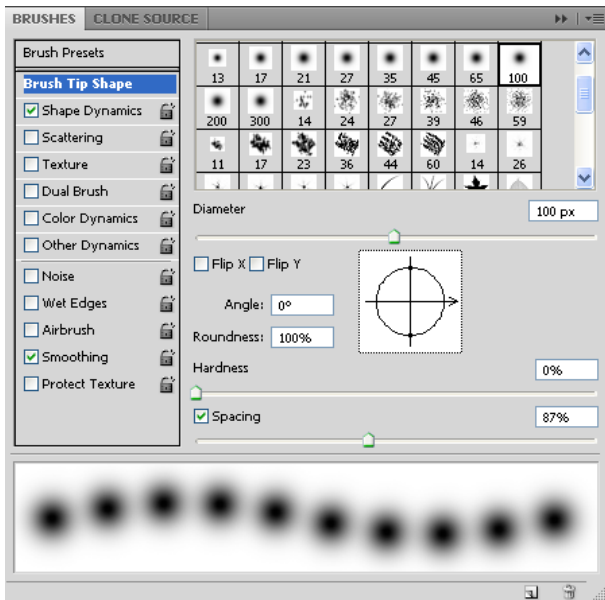 BRUSHES CLONE SOURCE
Brush Presets
Brush Tip Shape
Shape Dynamics
Scattering
Texture
Dual Brush
Color Dynamics
Other Dynamics
Noise
Wet Edges
Airbrush
Smoothing
Protect Texture
13 17 21 27 35 45 65 100
200 300 14 24 27 39 46 59
11 17 23 36 44 60 14 26
Diameter 100 px
Flip X Flip Y
Angle: 0º
Roundness: 100%
Hardness 0%
Spacing 87%